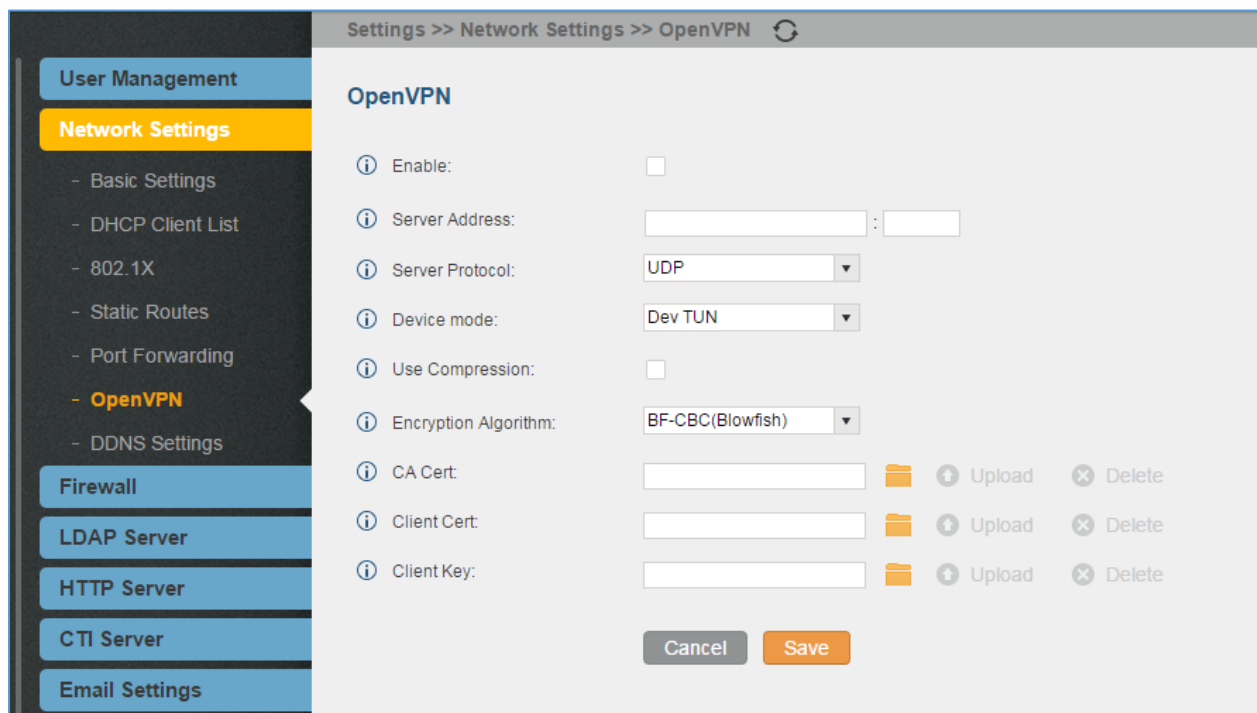 Settings >> Network Settings >> OpenVPN
User Management
Network Settings
- Basic Settings
- DHCP Client List
- 802.1X
- Static Routes
- Port Forwarding
- OpenVPN
- DDNS Settings
Firewall
LDAP Server
HTTP Server
CTI Server
Email Settings
OpenVPN
Enable:
Server Address: :
Server Protocol: UDP
Device mode: Dev TUN
Use Compression:
Encryption Algorithm: BF-CBC(Blowfish)
CA Cert: Upload Delete
Client Cert: Upload Delete
Client Key: Upload Delete
Cancel Save